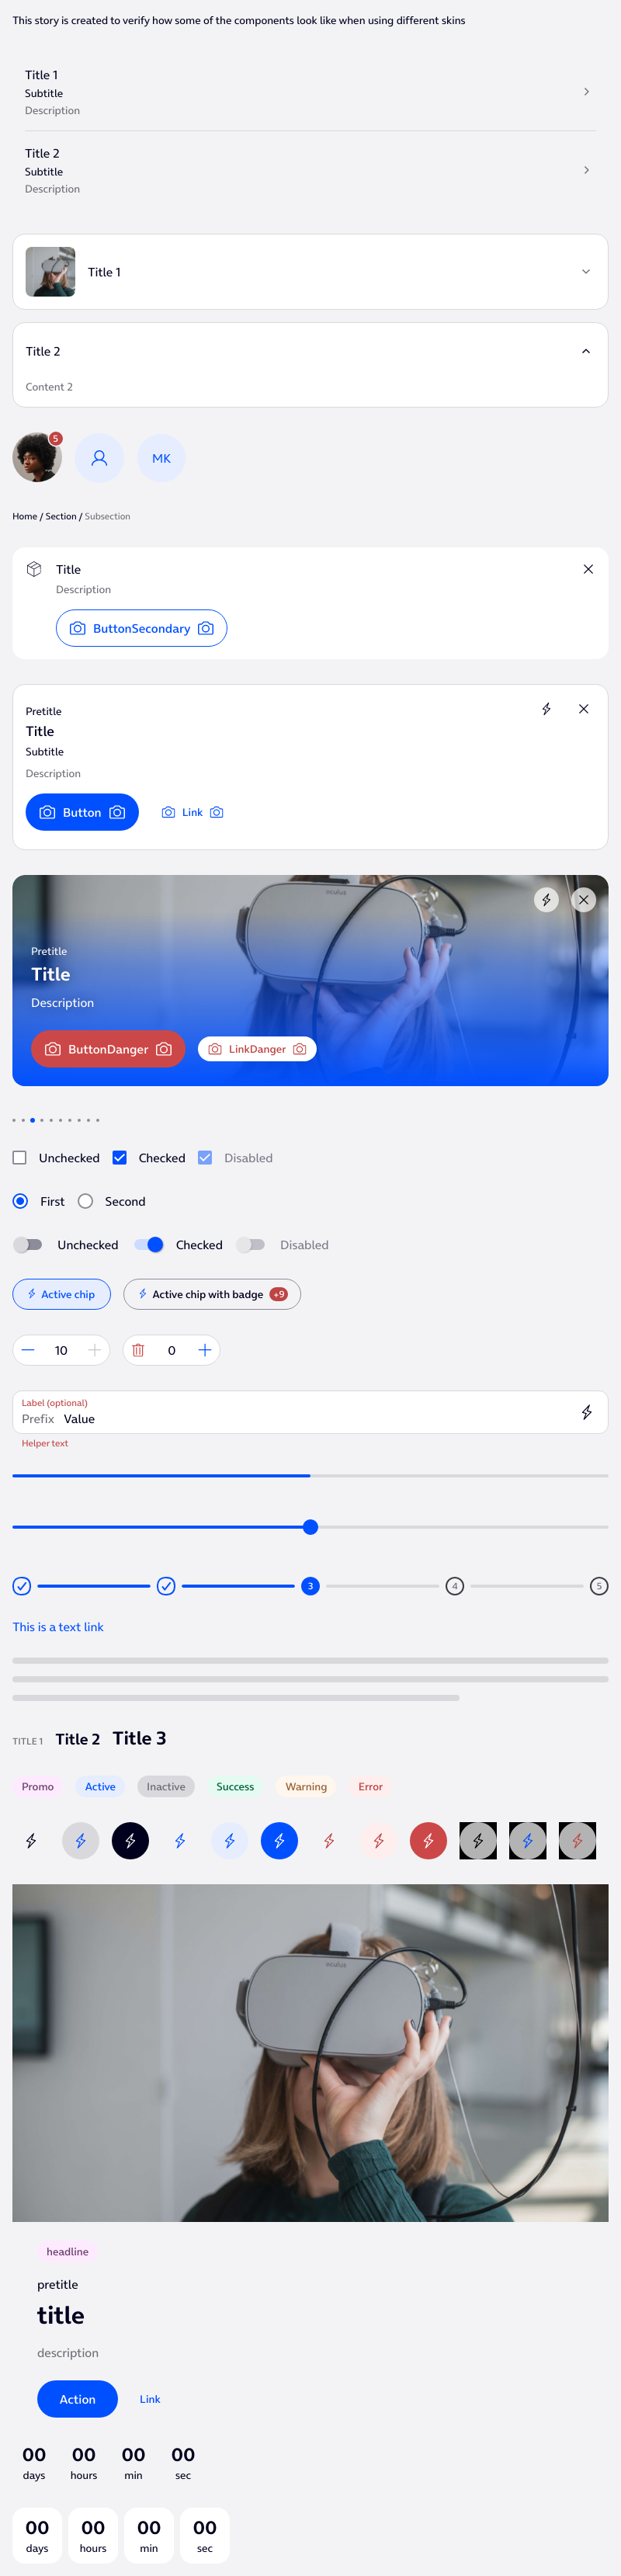 This story is created to verify how some of the components look like when using different skins
Title 1
Subtitle
Description
Title 2
Subtitle
Description
Title 1
Title 2
Content 2
5
MK
Home / Section / Subsection
Title
Description
ButtonSecondary
Pretitle
Title
Subtitle
Description
Button Link
oculus
Pretitle
Title
Description
ButtonDanger LinkDanger
Unchecked Checked Disabled
First Second
Unchecked Checked Disabled
Active chip Active chip with badge +9
10 0
Label (optional)
Prefix Value
Helper text
3 4 5
This is a text link
TITLE 1 Title 2 Title 3
Promo Active Inactive Success Warning Error
oculus
headline
pretitle
title
description
Action Link
00 00 00 00
days hours min sec
00 00 00 00
days hours min sec